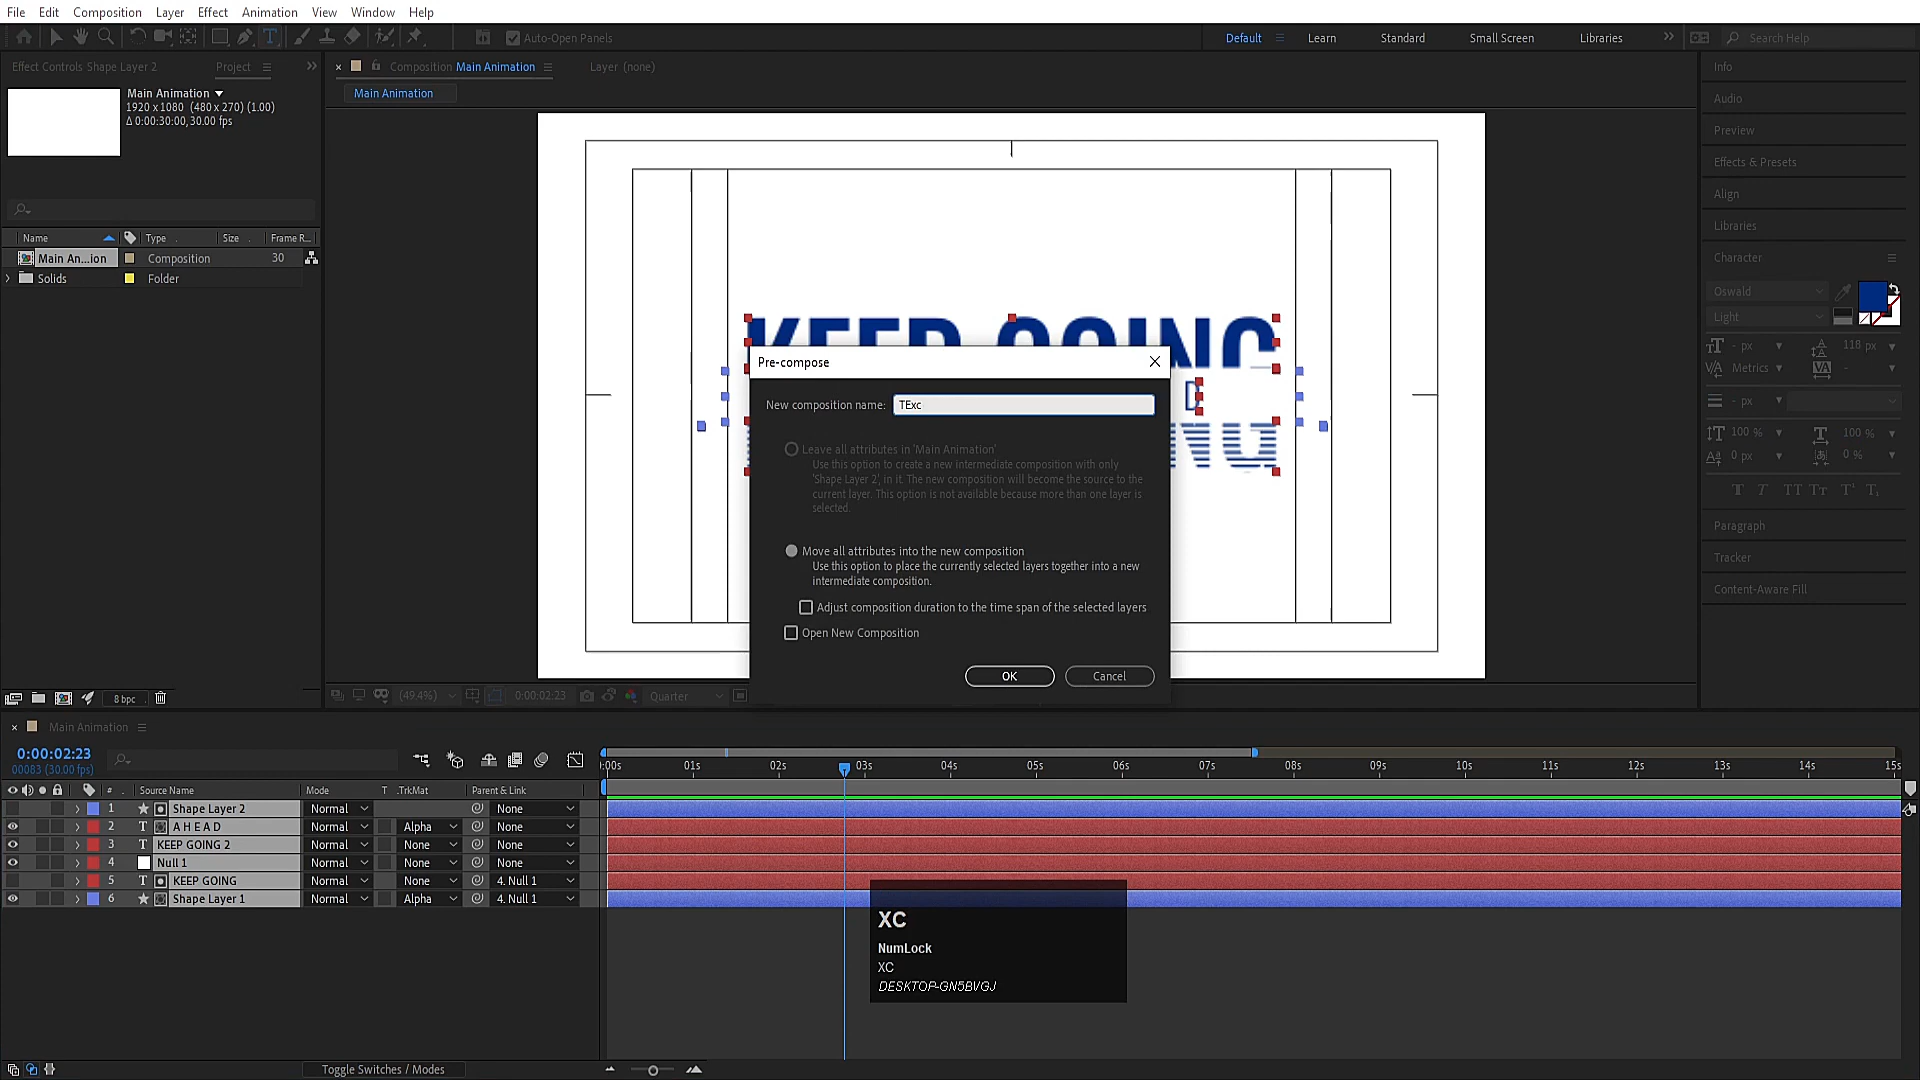 File Edit Composition Layer Effect Animation View Window Help
Auto-Open Panels
Default Learn Standard Small Screen Libraries Search Help
Effect Controls Shape Layer 2 Project
Composition Main Animation Layer (none)
Main Animation
Main Animation
1920 x 1080 (480 x 270) (1.00)
Δ 0:00:30:00, 30.00 fps
Name Type Size Frame R...
Main An...ion Composition 30
Solids Folder
8 bpc
KEEP GOING
D
Pre-compose
New composition name: TExc
Leave all attributes in 'Main Animation'
Use this option to create a new intermediate composition with only
'Shape Layer 2', in it. The new composition will become the source to the
current layer. This option is not available because more than one layer is
selected.
Move all attributes into the new composition
Use this option to place the currently selected layers together into a new
intermediate composition.
Adjust composition duration to the time span of the selected layers
Open New Composition
OK Cancel
(49.4%) 0:00:02:23 Quarter
Info
Audio
Preview
Effects & Presets
Align
Libraries
Character
Oswald
Light
- px 118 px
Metrics -
- px
100 % 100 %
0 px 0 %
Paragraph
Tracker
Content-Aware Fill
Main Animation
0:00:02:23
00083 (30.00 fps)
:00s 01s 02s 03s 04s 05s 06s 07s 08s 09s 10s 11s 12s 13s 14s 15s
# Source Name Mode T .TrkMat Parent & Link
1 Shape Layer 2 Normal None
2 A H E A D Normal Alpha None
3 KEEP GOING 2 Normal None None
4 Null 1 Normal None None
5 KEEP GOING Normal None 4. Null 1
6 Shape Layer 1 Normal Alpha 4. Null 1
XC
NumLock
XC
DESKTOP-GN5BVGJ
Toggle Switches / Modes